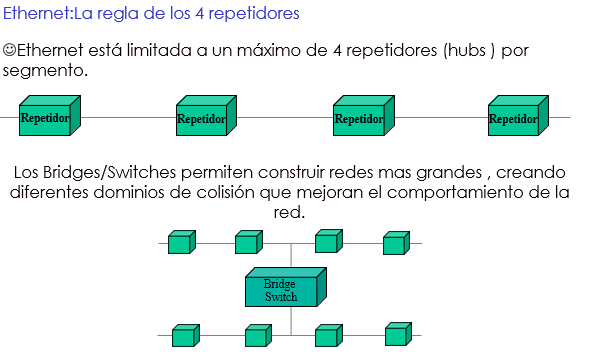 Ethernet:La regla de los 4 repetidores
☺Ethernet está limitada a un máximo de 4 repetidores (hubs ) por
segmento.
Repetidor Repetidor Repetidor Repetidor
Los Bridges/Switches permiten construir redes mas grandes , creando
diferentes dominios de colisión que mejoran el comportamiento de la
red.
Bridge
Switch